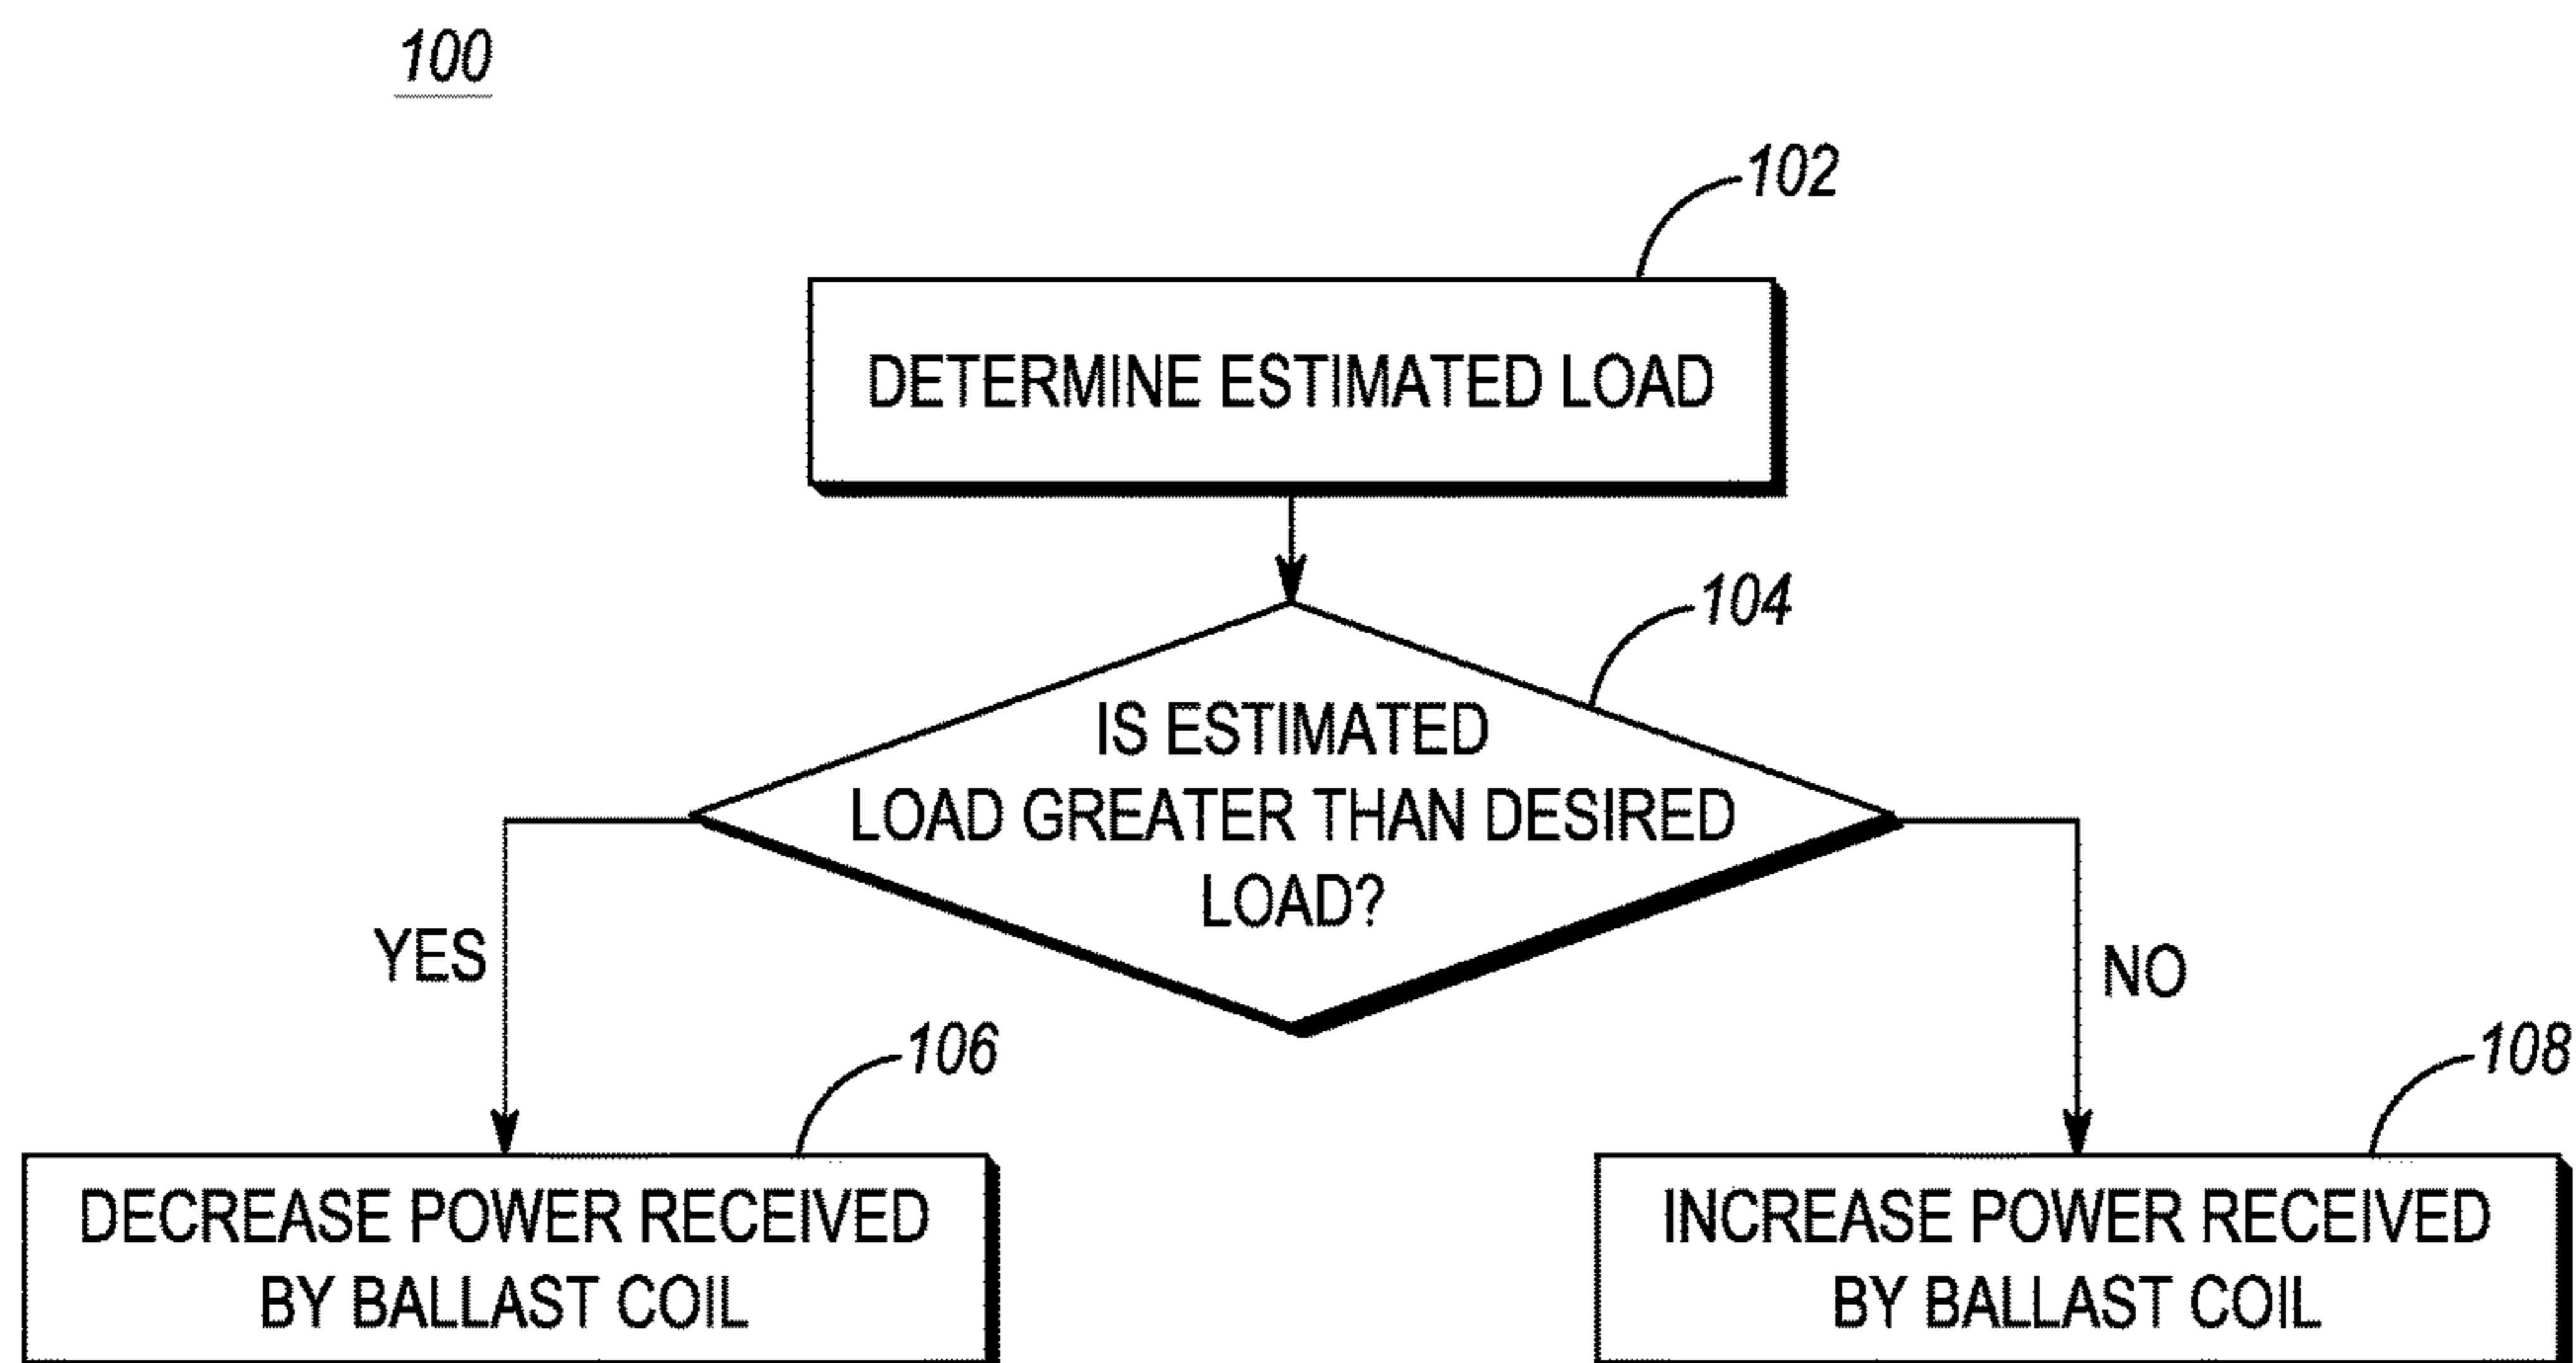 100
102
DETERMINE ESTIMATED LOAD
104
IS ESTIMATED
LOAD GREATER THAN DESIRED
LOAD?
YES
NO
106
108
DECREASE POWER RECEIVED
BY BALLAST COIL
INCREASE POWER RECEIVED
BY BALLAST COIL